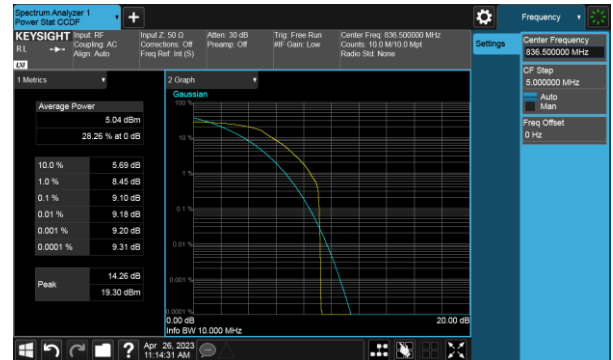 Spectrum Analyzer 1
Power Stat CCDF
Frequency
KEYSIGHT
RL
Input: RF
Coupling: AC
Align: Auto
Input Z: 50 Ω
Corrections: Off
Freq Ref: Int (S)
Atten: 30 dB
Preamp: Off
Trig: Free Run
#IF Gain: Low
Center Freq: 836.500000 MHz
Counts: 10.0 M/10.0 Mpt
Radio Std: None
Settings
Center Frequency
836.500000 MHz
CF Step
5.000000 MHz
Auto
Man
Freq Offset
0 Hz
1 Metrics
Average Power
5.04 dBm
28.26 % at 0 dB
10.0 % 5.69 dB
1.0 % 8.45 dB
0.1 % 9.10 dB
0.01 % 9.18 dB
0.001 % 9.20 dB
0.0001 % 9.31 dB
Peak
14.26 dB
19.30 dBm
2 Graph
Gaussian
100 %
10 %
1 %
0.1 %
0.01 %
0.001 %
0.0001 %
0.00 dB
20.00 dB
Info BW 10.000 MHz
Apr 26, 2023
11:14:31 AM